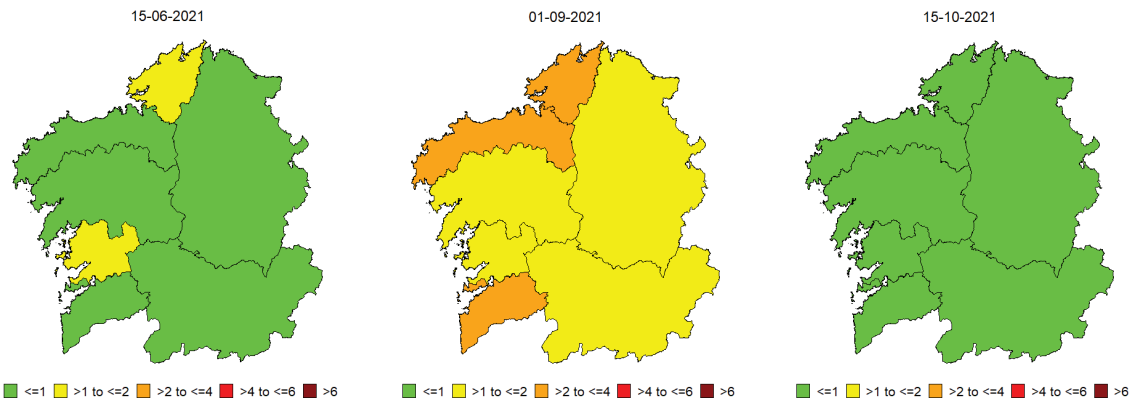 15-06-2021
01-09-2021
15-10-2021
<=1 >1 to <=2 >2 to <=4 >4 to <=6 >6
<=1 >1 to <=2 >2 to <=4 >4 to <=6 >6
<=1 >1 to <=2 >2 to <=4 >4 to <=6 >6